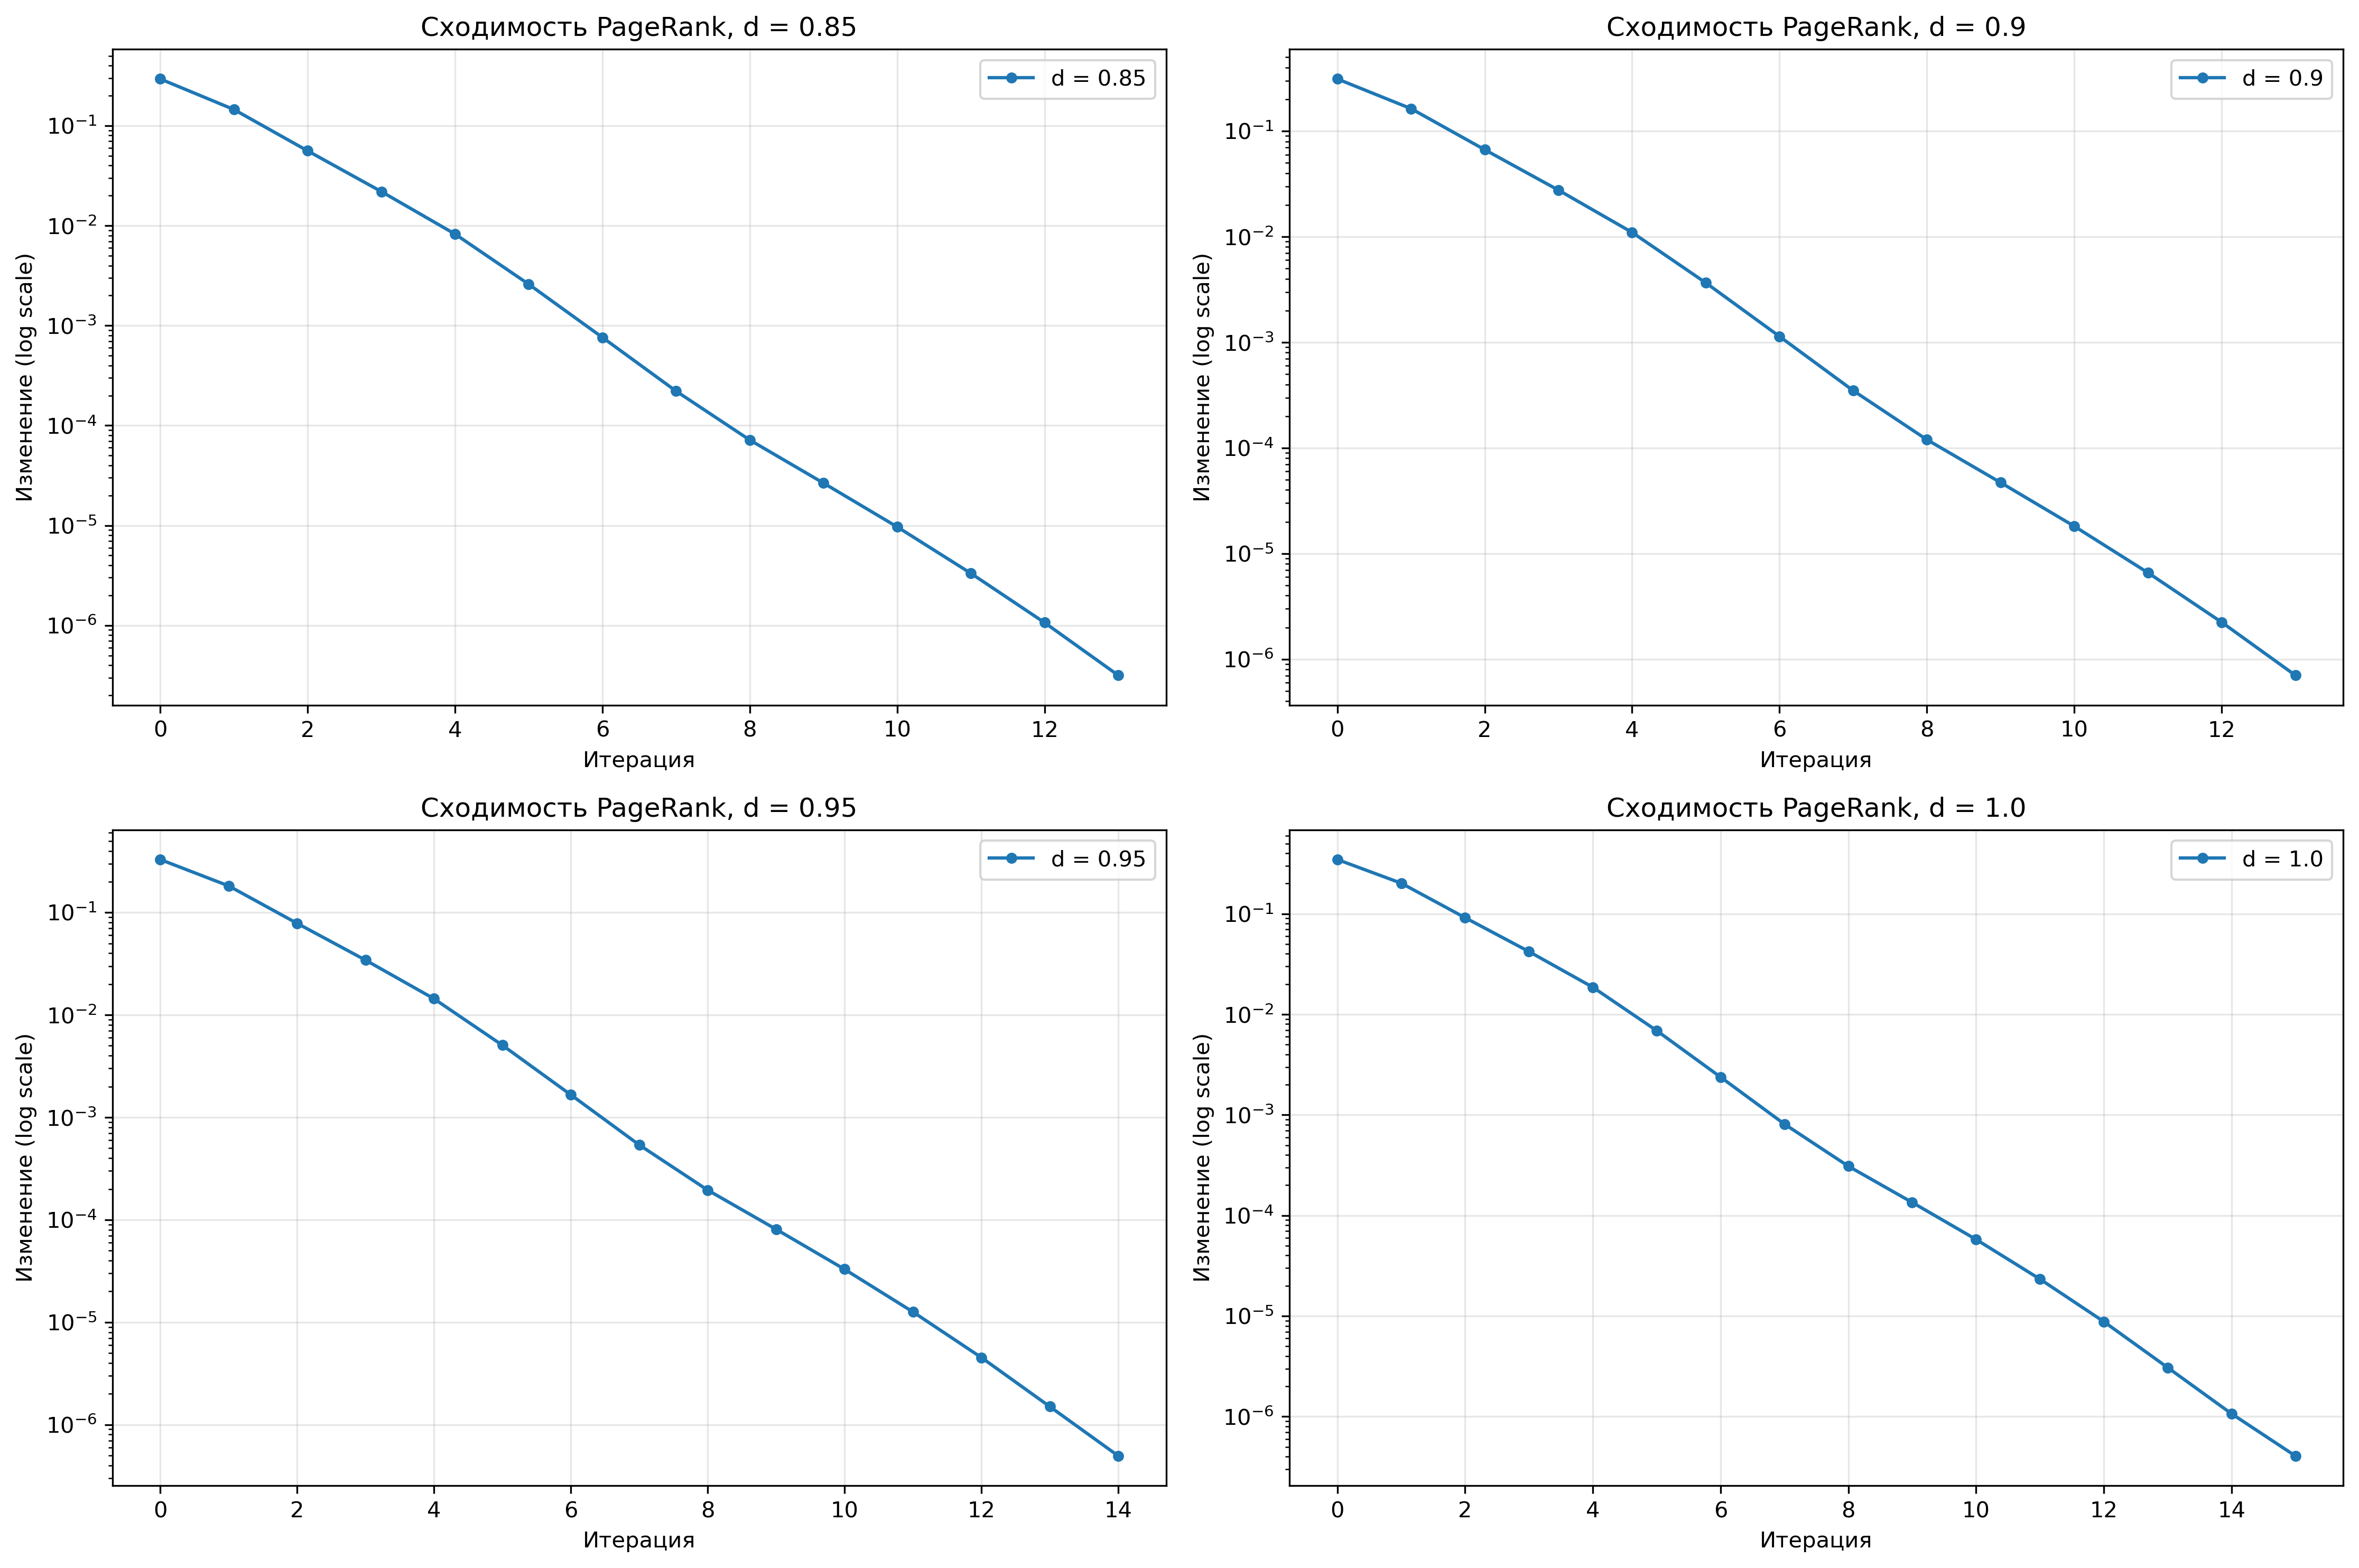 Сходимость PageRank, d = 0.85
d = 0.85
Изменение (log scale)
10⁻¹
10⁻²
10⁻³
10⁻⁴
10⁻⁵
10⁻⁶
0 2 4 6 8 10 12
Итерация
Сходимость PageRank, d = 0.9
d = 0.9
Изменение (log scale)
10⁻¹
10⁻²
10⁻³
10⁻⁴
10⁻⁵
10⁻⁶
0 2 4 6 8 10 12
Итерация
Сходимость PageRank, d = 0.95
d = 0.95
Изменение (log scale)
10⁻¹
10⁻²
10⁻³
10⁻⁴
10⁻⁵
10⁻⁶
0 2 4 6 8 10 12 14
Итерация
Сходимость PageRank, d = 1.0
d = 1.0
Изменение (log scale)
10⁻¹
10⁻²
10⁻³
10⁻⁴
10⁻⁵
10⁻⁶
0 2 4 6 8 10 12 14
Итерация